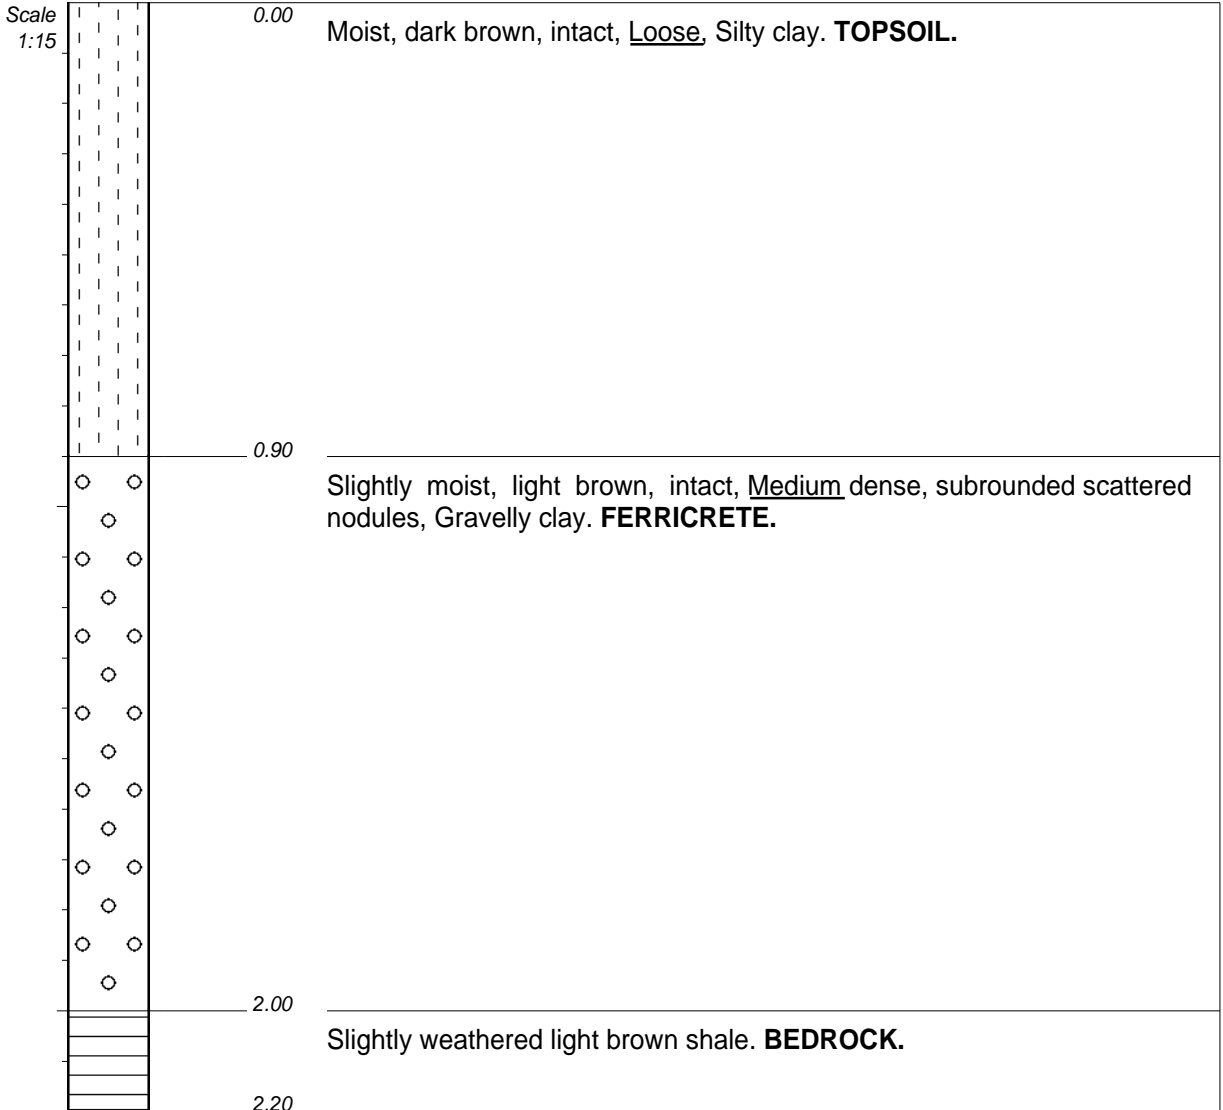 Scale
1:15
0.00
Moist, dark brown, intact, Loose, Silty clay. TOPSOIL.
0.90
Slightly moist, light brown, intact, Medium dense, subrounded scattered
nodules, Gravelly clay. FERRICRETE.
2.00
Slightly weathered light brown shale. BEDROCK.
2.20